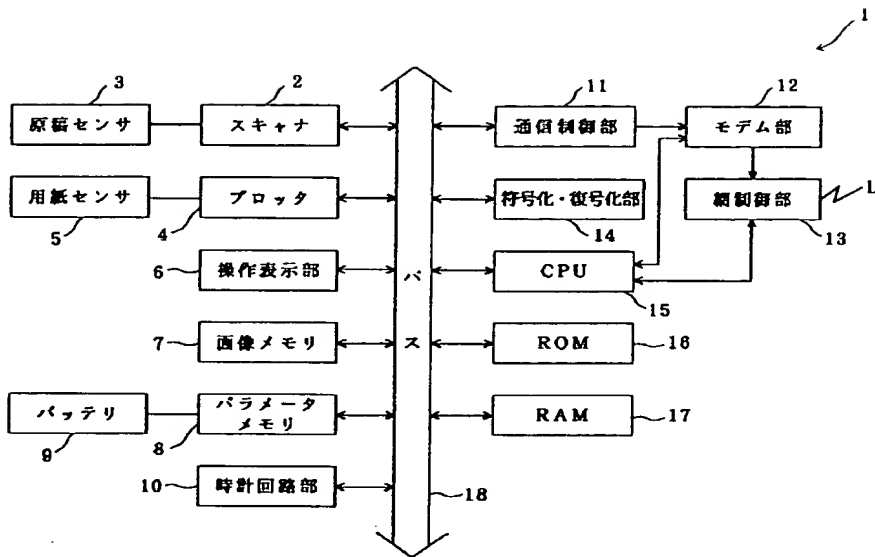 1
3
2
11
12
原稿センサ
スキャナ
通信制御部
モデム部
用紙センサ
プロッタ
符号化・復号化部
網制御部
L
5
4
14
13
6
操作表示部
バ
CPU
15
7
画像メモリ
ス
ROM
16
バッテリ
パラメータ
メモリ
RAM
17
9
8
10
時計回路部
18